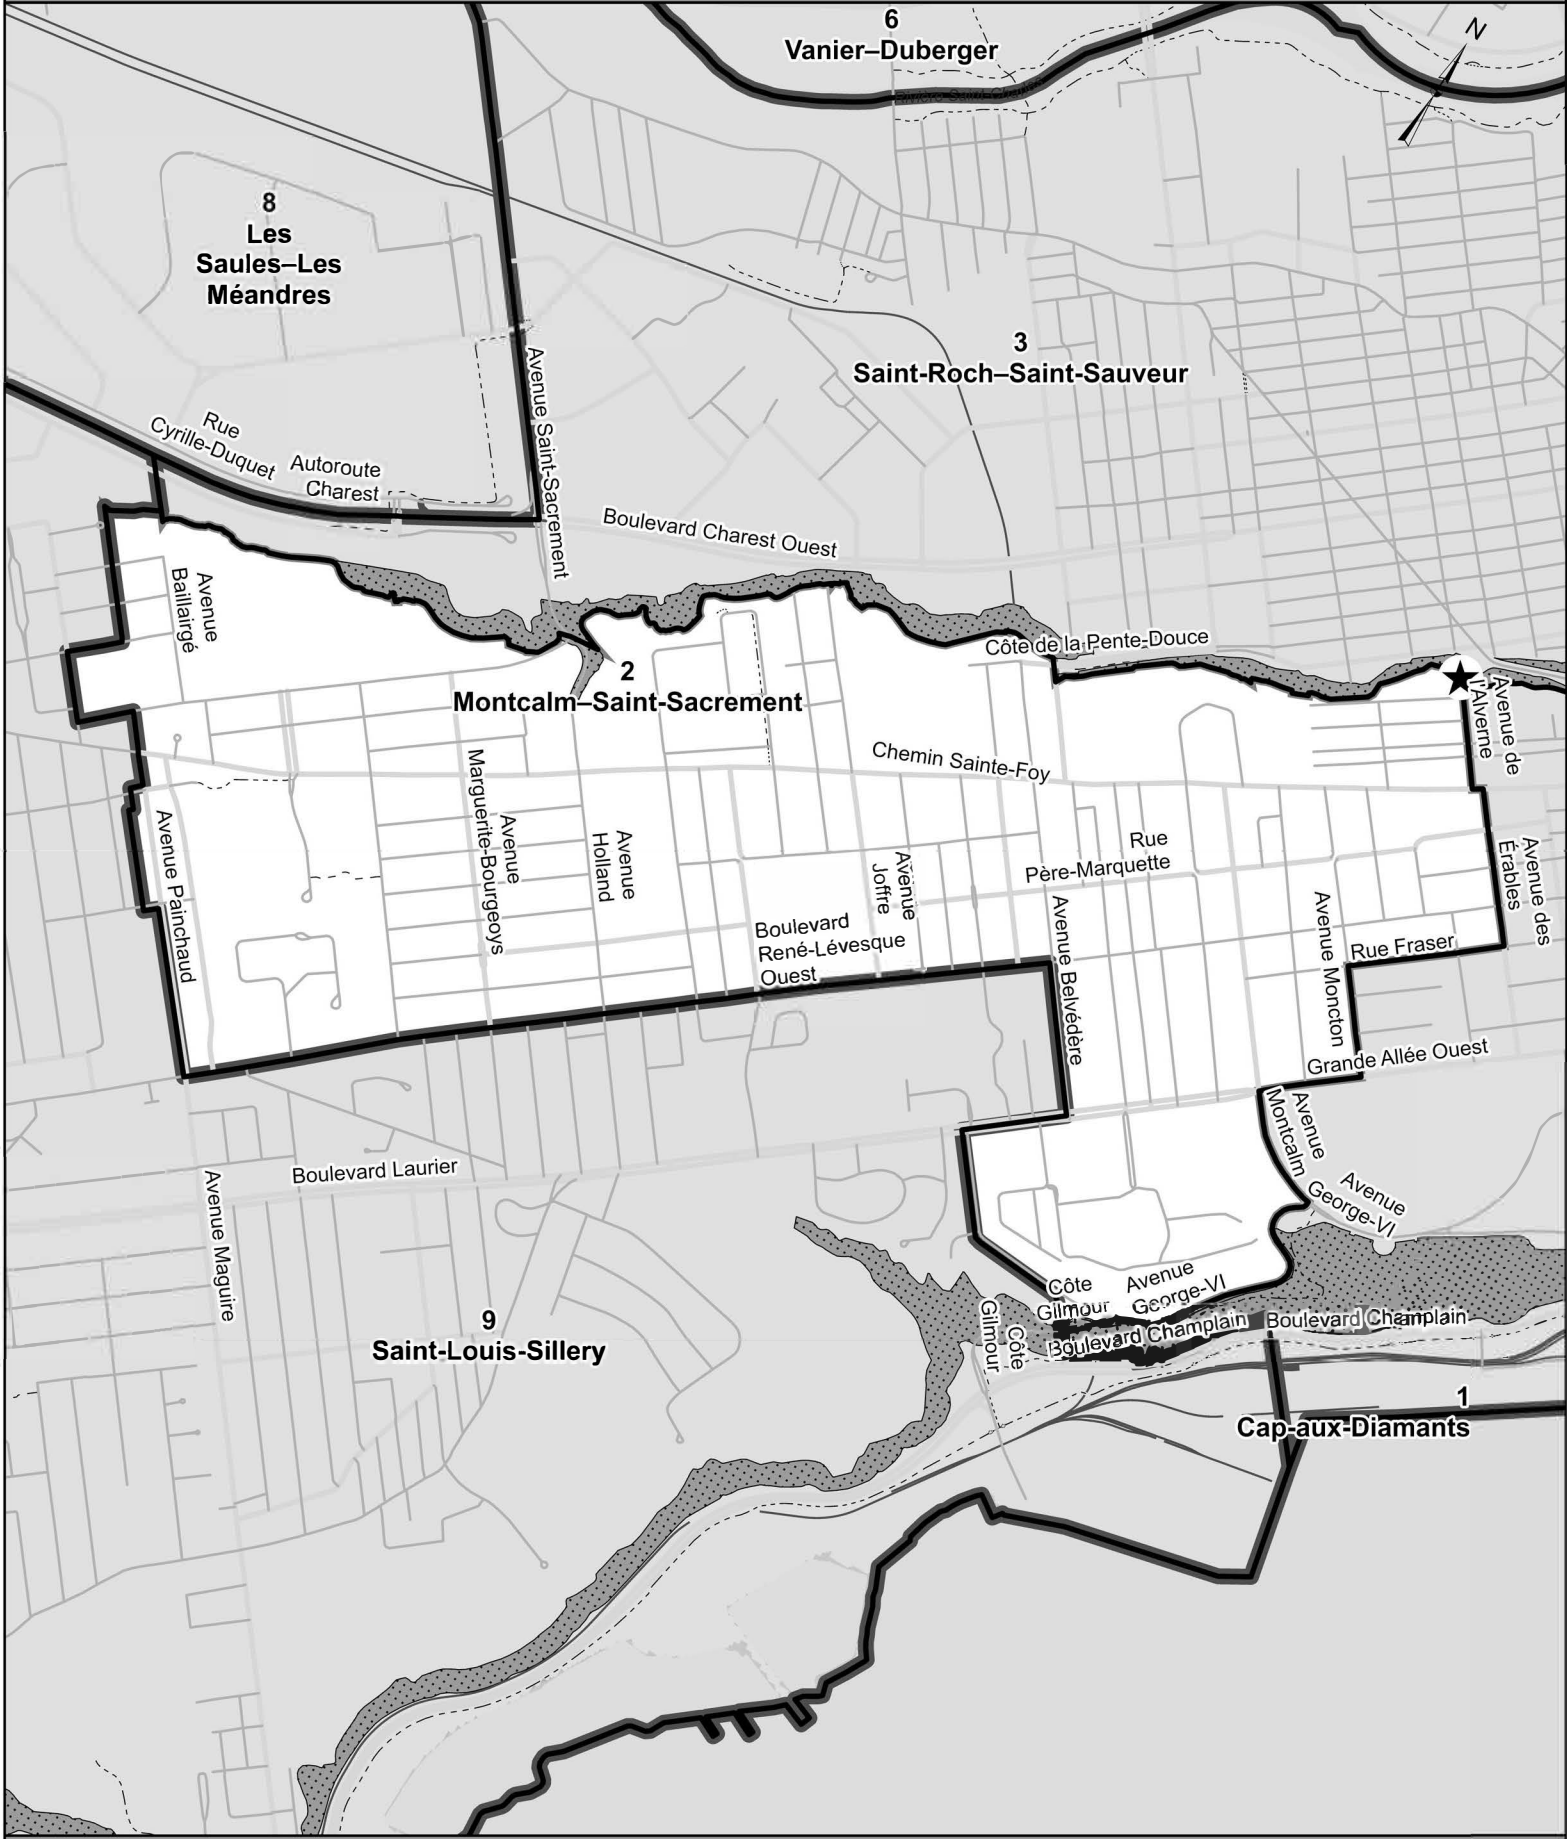 6
Vanier–Duberger
N
Rivière Saint-Charles
8
Les
Saules–Les
Méandres
3
Saint-Roch–Saint-Sauveur
Avenue Saint-Sacrement
Rue
Cyrille-Duquet
Autoroute
Charest
Boulevard Charest Ouest
Avenue
Baillairgé
Côte de la Pente-Douce
2
Montcalm–Saint-Sacrement
Avenue de
l'Alverne
Chemin Sainte-Foy
Avenue
Marguerite-Bourgeoys
Avenue Painchaud
Avenue
Holland
Avenue
Joffre
Rue
Père-Marquette
Avenue des
Érables
Boulevard
René-Lévesque
Ouest
Avenue Belvédère
Avenue Moncton
Rue Fraser
Grande Allée Ouest
Avenue
Montcalm
Boulevard Laurier
Avenue Maguire
Avenue
George-VI
Côte
Gilmour
Avenue
George-VI
Côte
Gilmour
Boulevard Champlain
Boulevard Champlain
9
Saint-Louis-Sillery
1
Cap-aux-Diamants